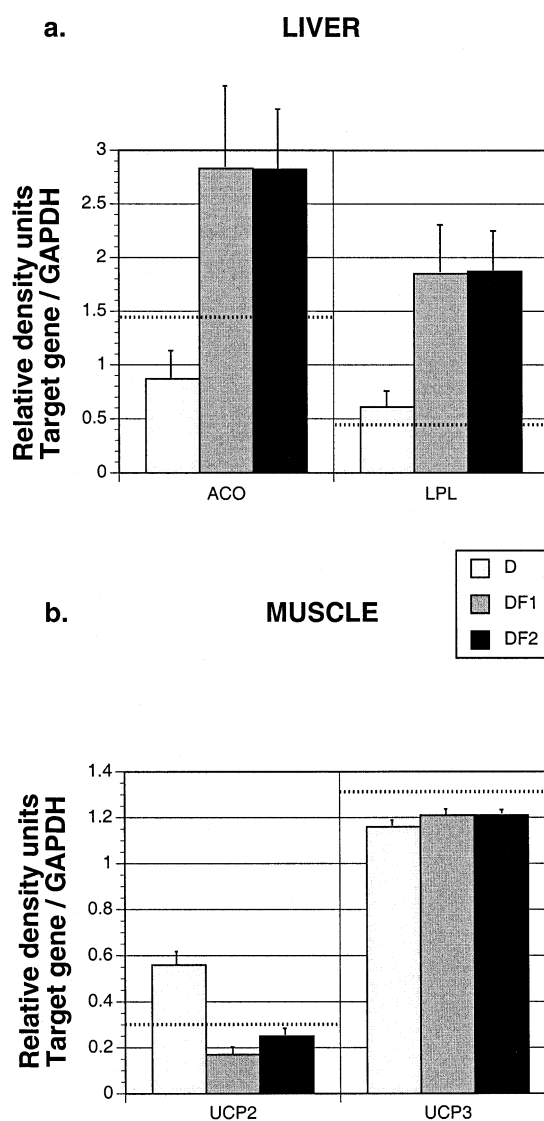 a. LIVER
Relative density units
Target gene / GAPDH
3
2.5
2
1.5
1
0.5
0
ACO LPL
D
DF1
DF2
b. MUSCLE
Relative density units
Target gene / GAPDH
1.4
1.2
1
0.8
0.6
0.4
0.2
0
UCP2 UCP3